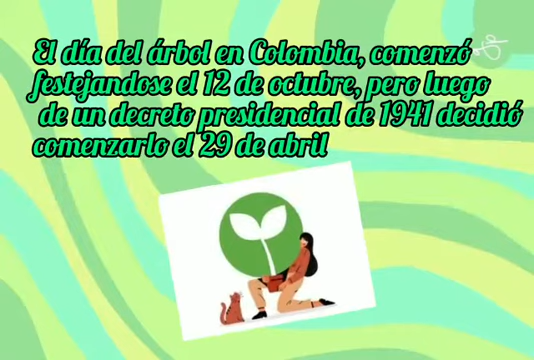 El día del árbol en Colombia, comenzó
festejandose el 12 de octubre, pero luego
de un decreto presidencial de 1941 decidió
comenzarlo el 29 de abril